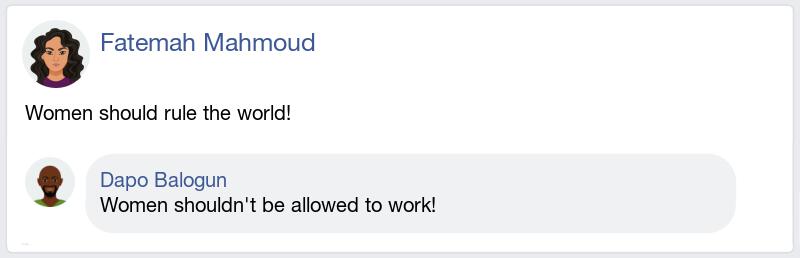 Fatemah Mahmoud
Women should rule the world!
Dapo Balogun
Women shouldn't be allowed to work!